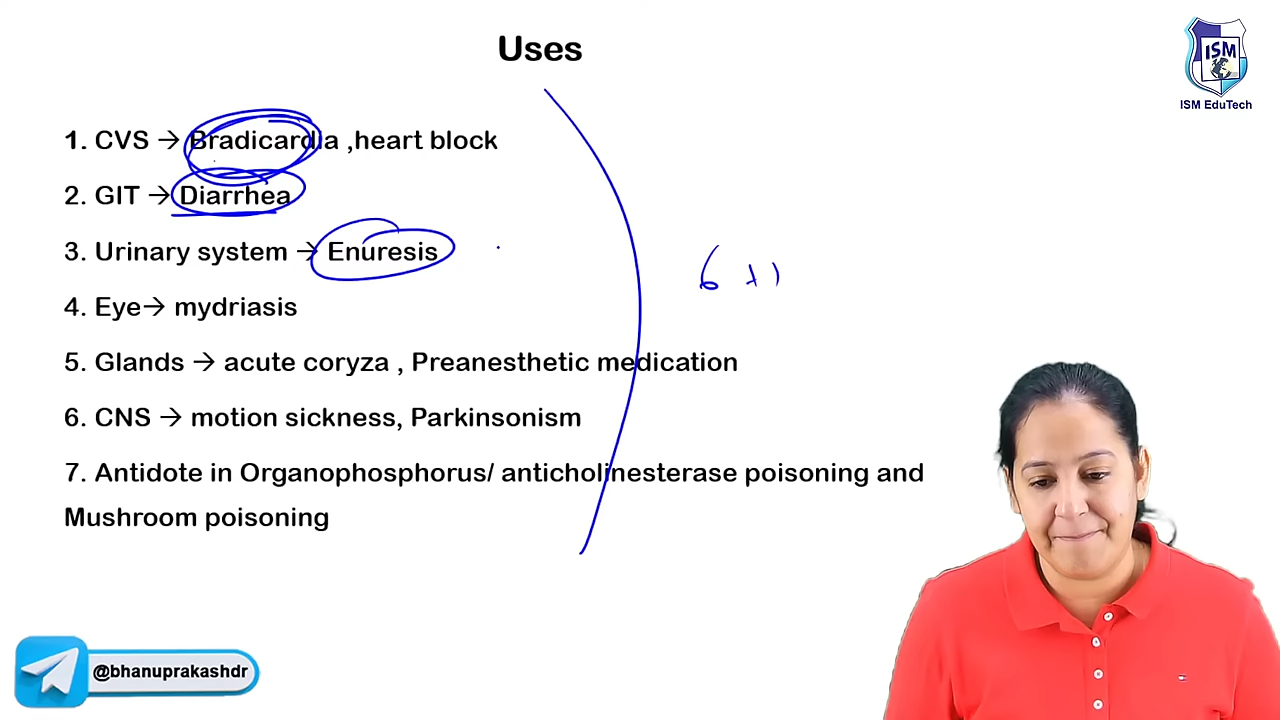 Uses
ISM
ISM EduTech
1. CVS → Bradicardia ,heart block
2. GIT → Diarrhea
3. Urinary system → Enuresis
6 +1
4. Eye→ mydriasis
5. Glands → acute coryza , Preanesthetic medication
6. CNS → motion sickness, Parkinsonism
7. Antidote in Organophosphorus/ anticholinesterase poisoning and
Mushroom poisoning
@bhanuprakashdr